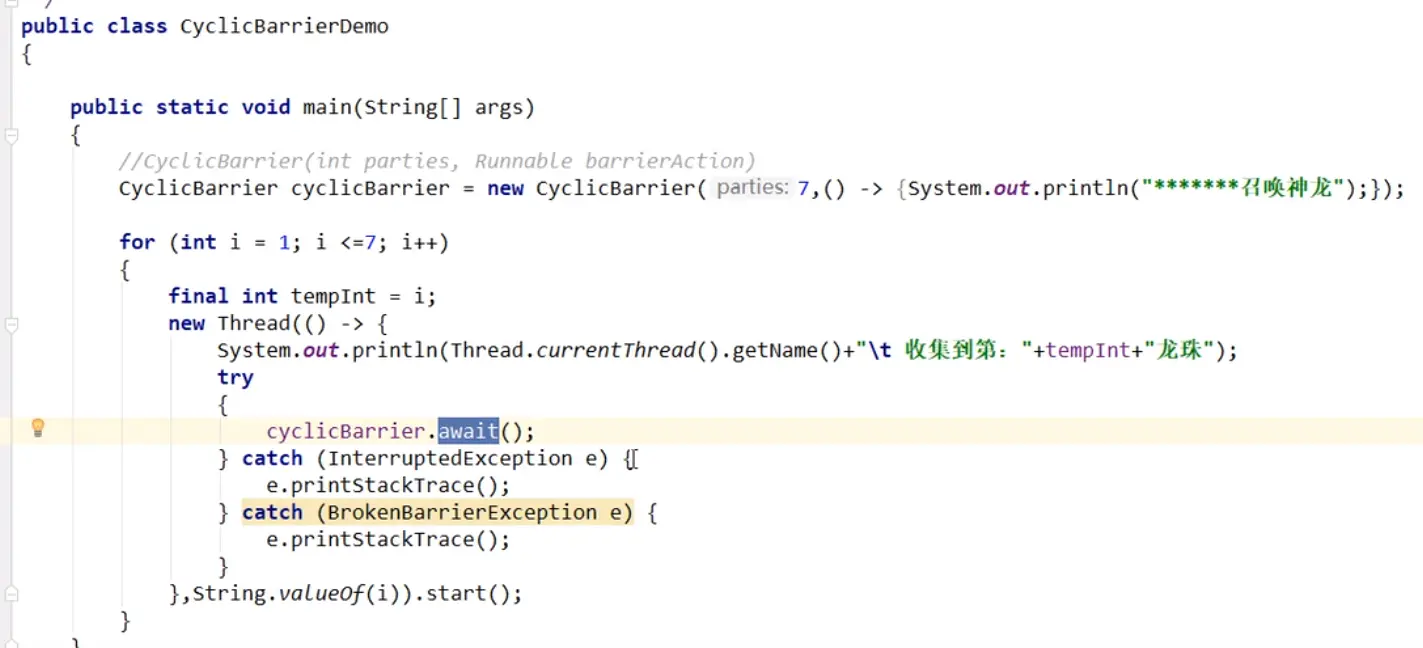 public class CyclicBarrierDemo
{
public static void main(String[] args)
{
//CyclicBarrier(int parties, Runnable barrierAction)
CyclicBarrier cyclicBarrier = new CyclicBarrier( parties: 7,() -> {System.out.println("*******召唤神龙");});
for (int i = 1; i <=7; i++)
{
final int tempInt = i;
new Thread(() -> {
System.out.println(Thread.currentThread().getName()+"\t 收集到第："+tempInt+"龙珠");
try
{
cyclicBarrier.await();
} catch (InterruptedException e) {
e.printStackTrace();
} catch (BrokenBarrierException e) {
e.printStackTrace();
}
},String.valueOf(i)).start();
}
}